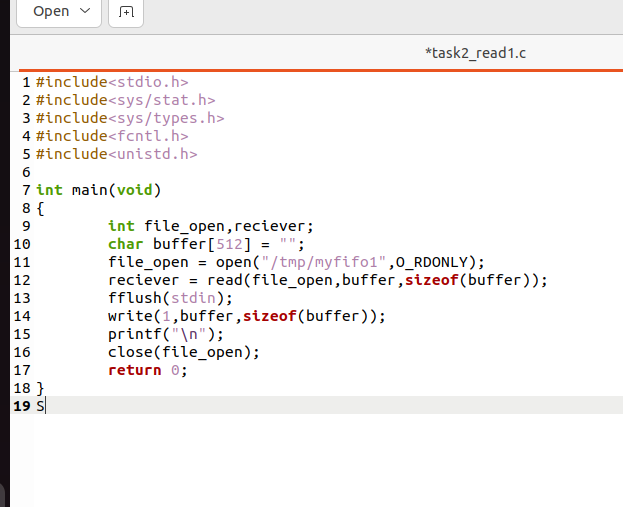 Open
*task2_read1.c
1 #include<stdio.h>
2 #include<sys/stat.h>
3 #include<sys/types.h>
4 #include<fcntl.h>
5 #include<unistd.h>
6
7 int main(void)
8 {
9 int file_open,reciever;
10 char buffer[512] = "";
11 file_open = open("/tmp/myfifo1",O_RDONLY);
12 reciever = read(file_open,buffer,sizeof(buffer));
13 fflush(stdin);
14 write(1,buffer,sizeof(buffer));
15 printf("\n");
16 close(file_open);
17 return 0;
18 }
19 S